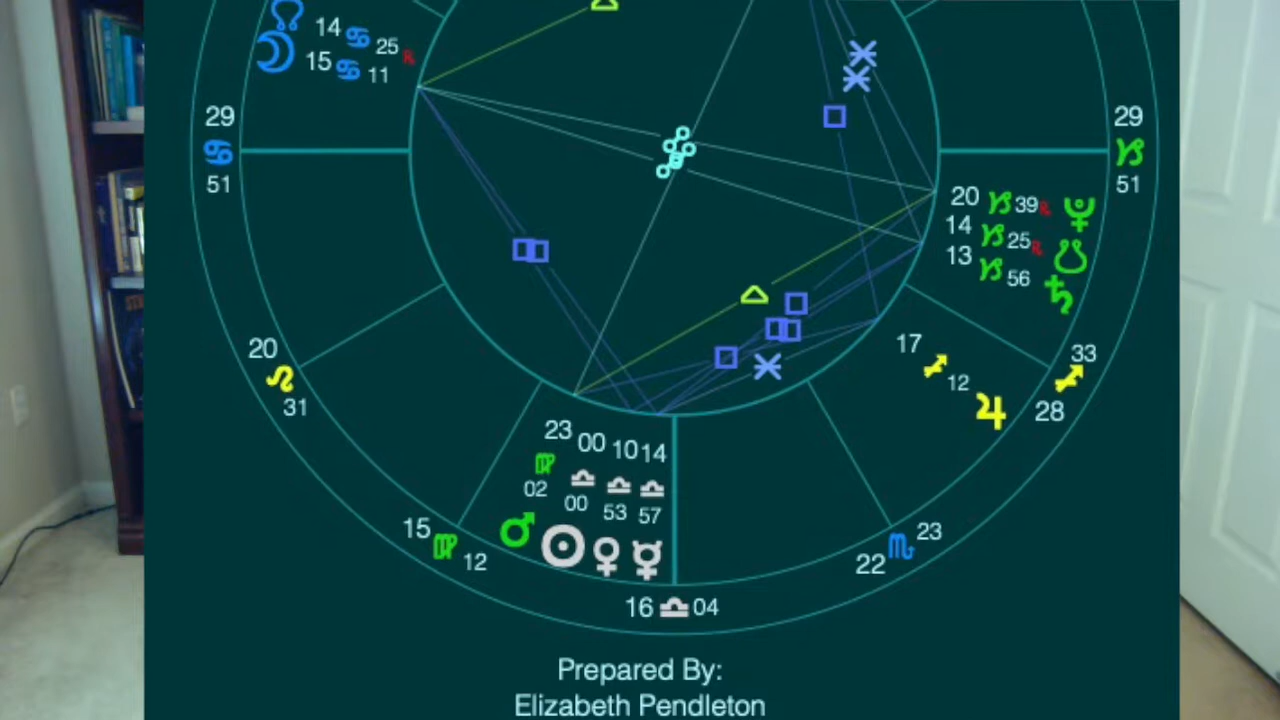 14 ♋ 25 ℞
15 ♋ 11
29 ♋ 51
29 ♑ 51
20 ♑ 39 ℞
14 ♑ 25 ℞
13 ♑ 56
20 ♌ 31
17 ♐ 12
33 ♐ 28
23 ♍ 02
00 ♎ 00
10 ♎ 53
14 ♎ 57
15 ♍ 12
22 ♏ 23
16 ♎ 04
Prepared By:
Elizabeth Pendleton